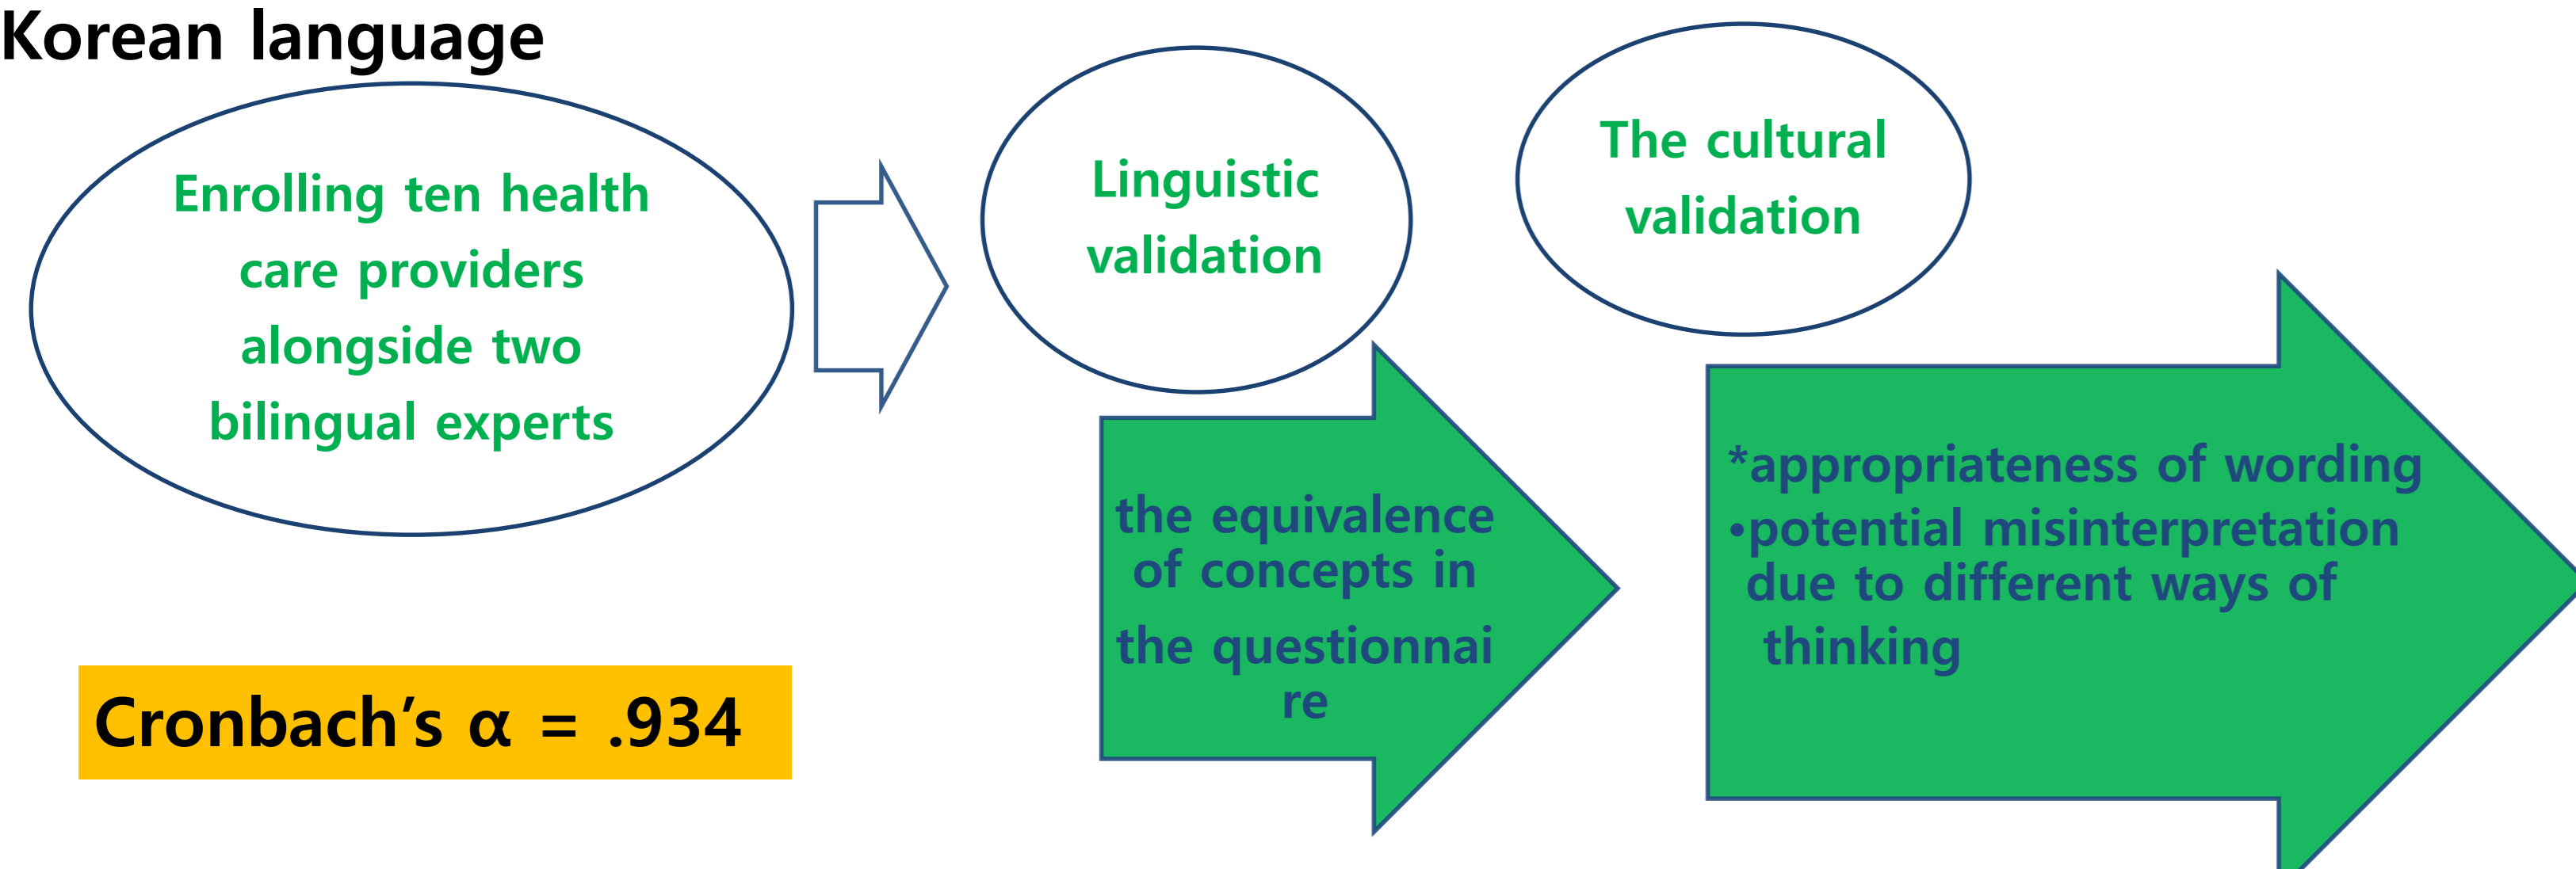 Korean language
Enrolling ten health
care providers
alongside two
bilingual experts
Linguistic
validation
The cultural
validation
the equivalence
of concepts in
the questionnai
re
*appropriateness of wording
•potential misinterpretation
due to different ways of
thinking
Cronbach’s α = .934